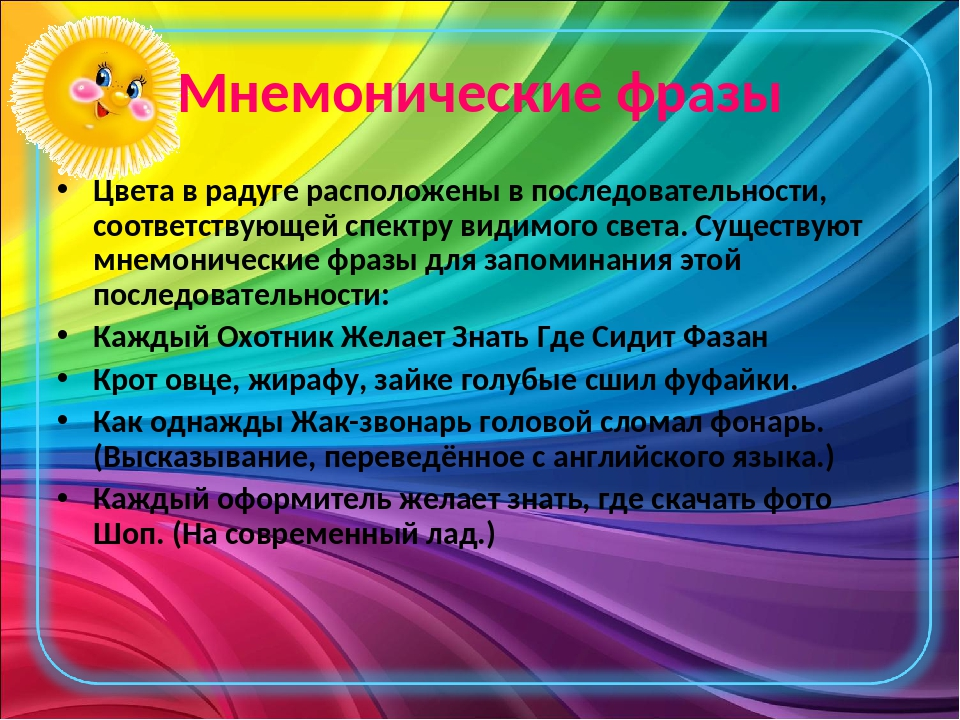 Мнемонические фразы
• Цвета в радуге расположены в последовательности,
соответствующей спектру видимого света. Существуют
мнемонические фразы для запоминания этой
последовательности:
• Каждый Охотник Желает Знать Где Сидит Фазан
• Крот овце, жирафу, зайке голубые сшил фуфайки.
• Как однажды Жак-звонарь головой сломал фонарь.
(Высказывание, переведённое с английского языка.)
• Каждый оформитель желает знать, где скачать фото
Шоп. (На современный лад.)